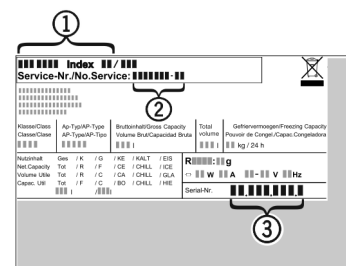 1
Index /
Service-Nr./No.Service: -
2
Klasse/Class Ap-Typ/AP-Type Bruttoinhalt/Gross Capacity Total Gefriervermoegen/Freezing Capacity
Classe/Clase AP-Type/AP-Tipo Volume Brut/Capacidad Bruta volume Pouvoir de Congel./Capac.Congeladora
l l kg / 24 h
Nutzinhalt Ges / K / G / KE / KALT / EIS
Net.Capacity Tot / R / F / CE / CHILL / ICE
Volume Utile Tot / R / C / CA / CHILL / GLA
Capac. Util Tot / F / C / BO / CHILL / HIE
l / l
R : g
W A - V Hz
Serial-Nr. . . .
3